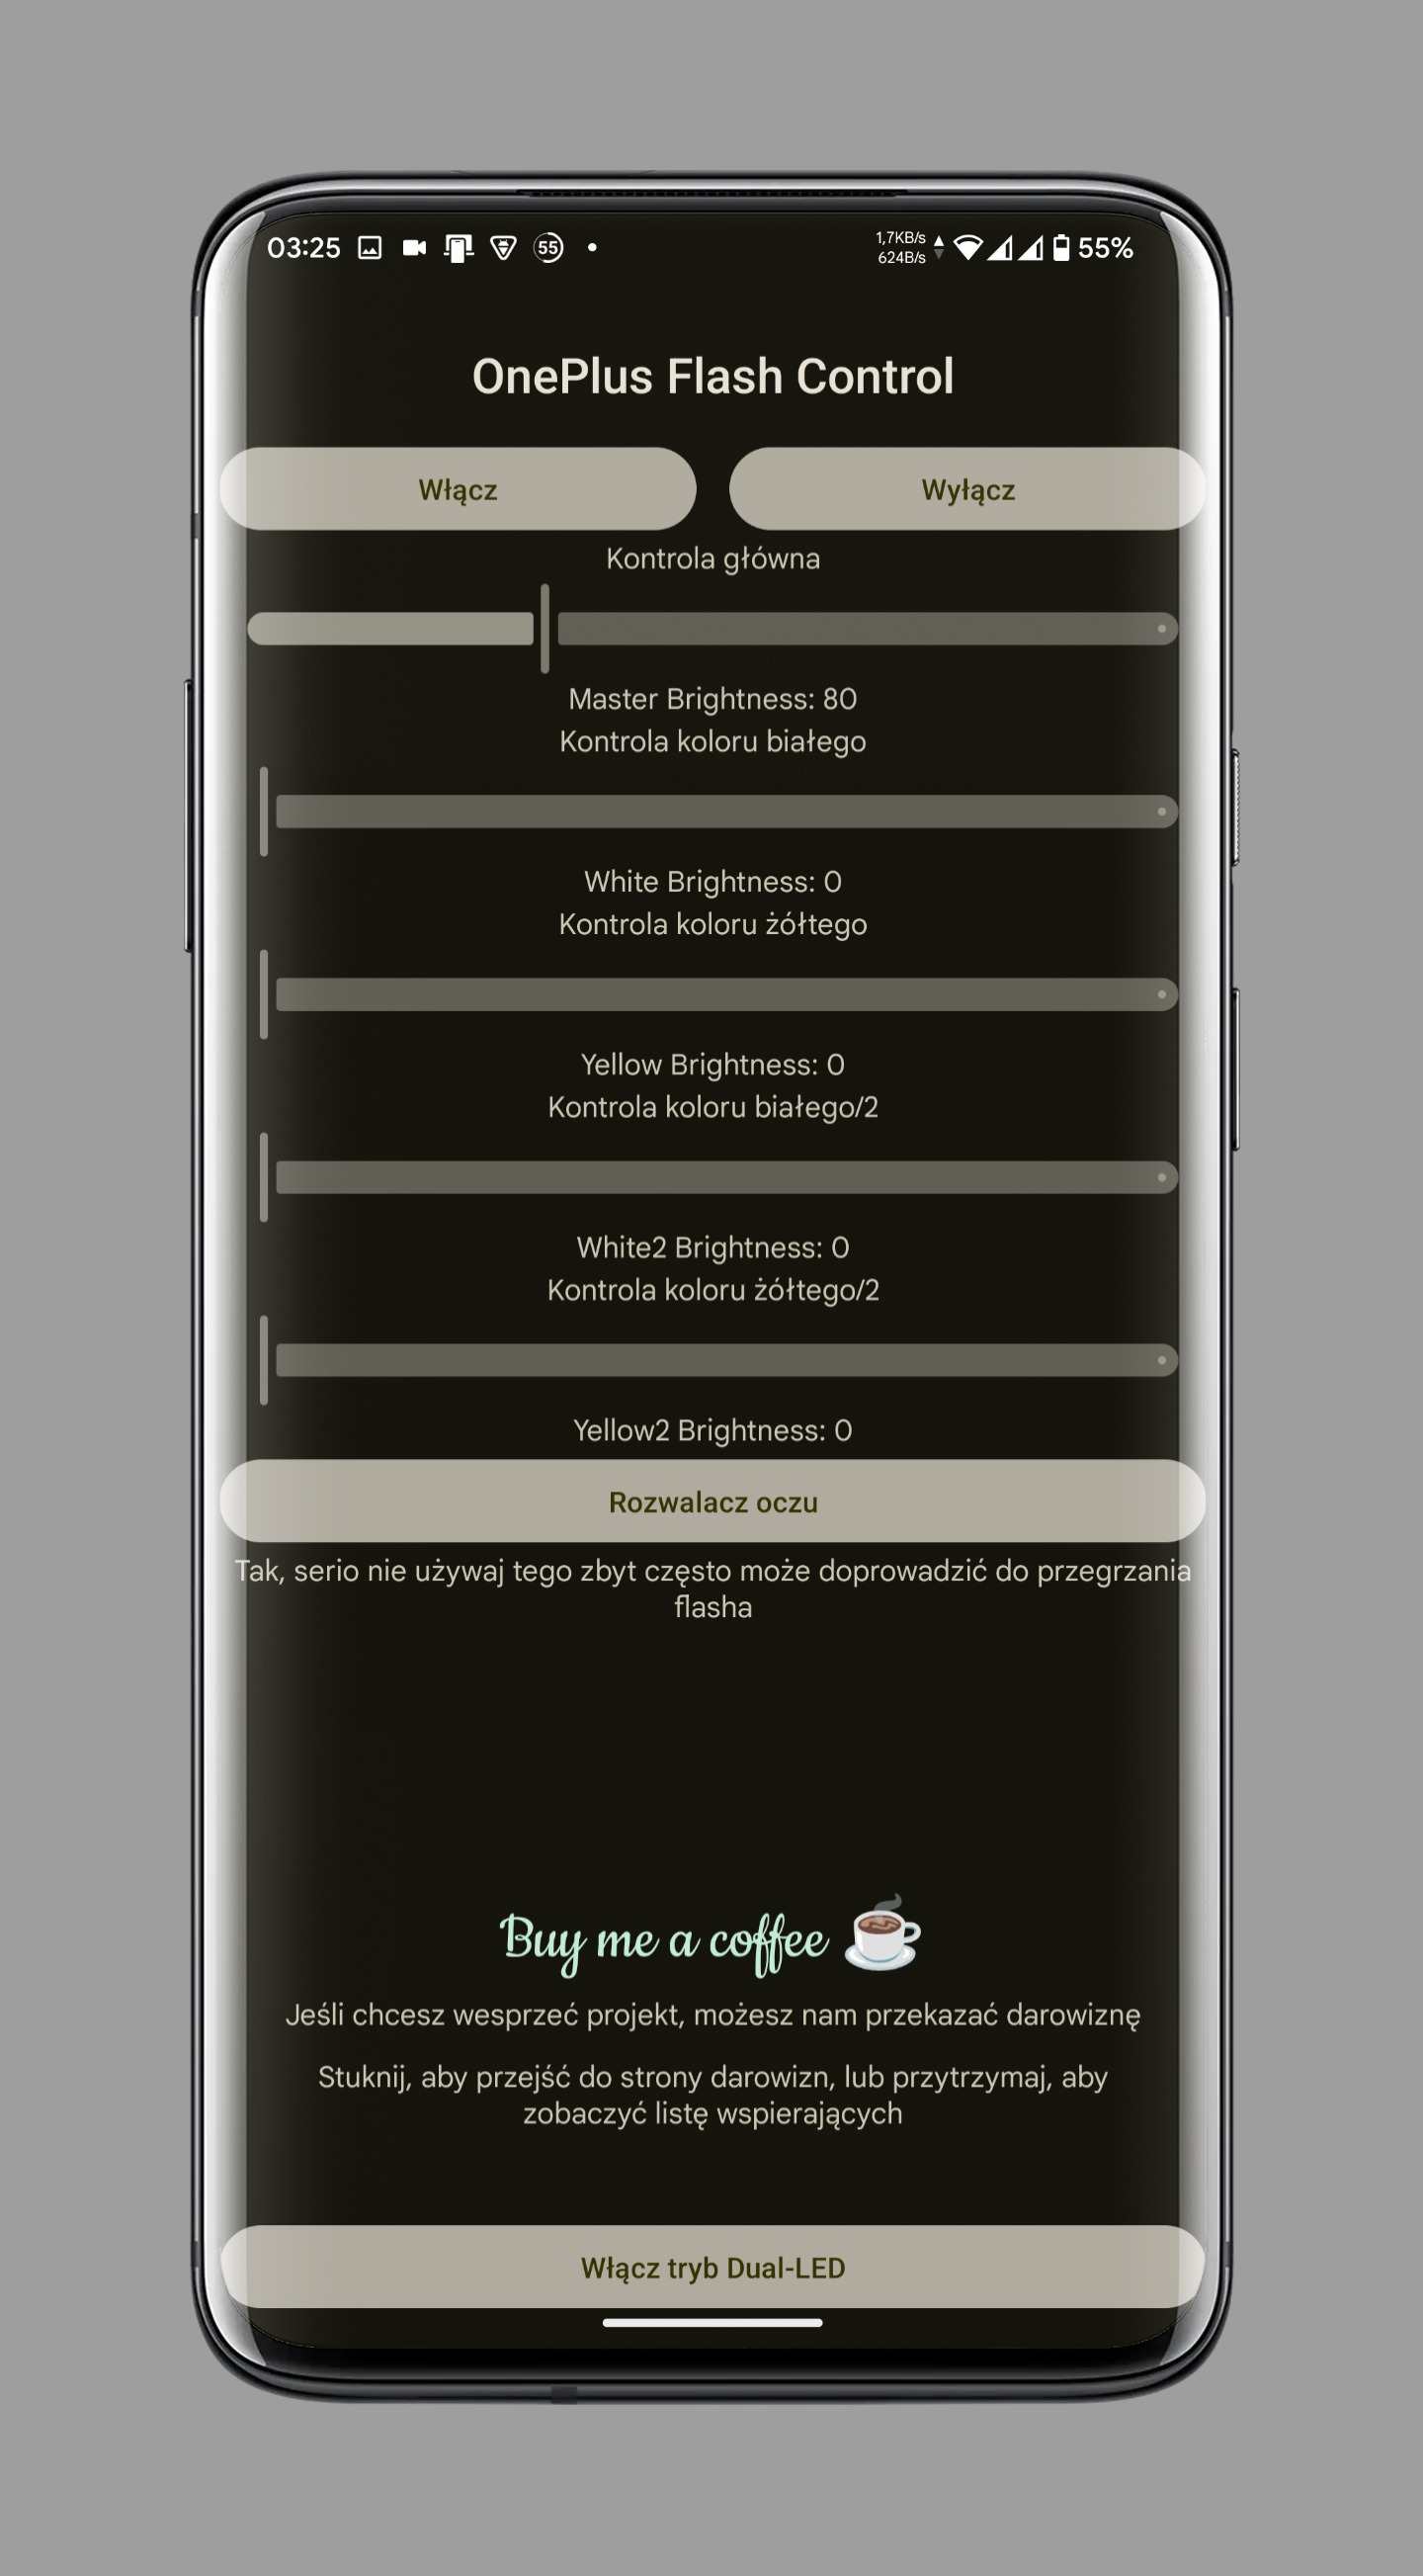 03:25
55
1,7KB/s
624B/s
55%
OnePlus Flash Control
Włącz
Wyłącz
Kontrola główna
Master Brightness: 80
Kontrola koloru białego
White Brightness: 0
Kontrola koloru żółtego
Yellow Brightness: 0
Kontrola koloru białego/2
White2 Brightness: 0
Kontrola koloru żółtego/2
Yellow2 Brightness: 0
Rozwalacz oczu
Tak, serio nie używaj tego zbyt często może doprowadzić do przegrzania
flasha
Buy me a coffee ☕
Jeśli chcesz wesprzeć projekt, możesz nam przekazać darowiznę
Stuknij, aby przejść do strony darowizn, lub przytrzymaj, aby
zobaczyć listę wspierających
Włącz tryb Dual-LED